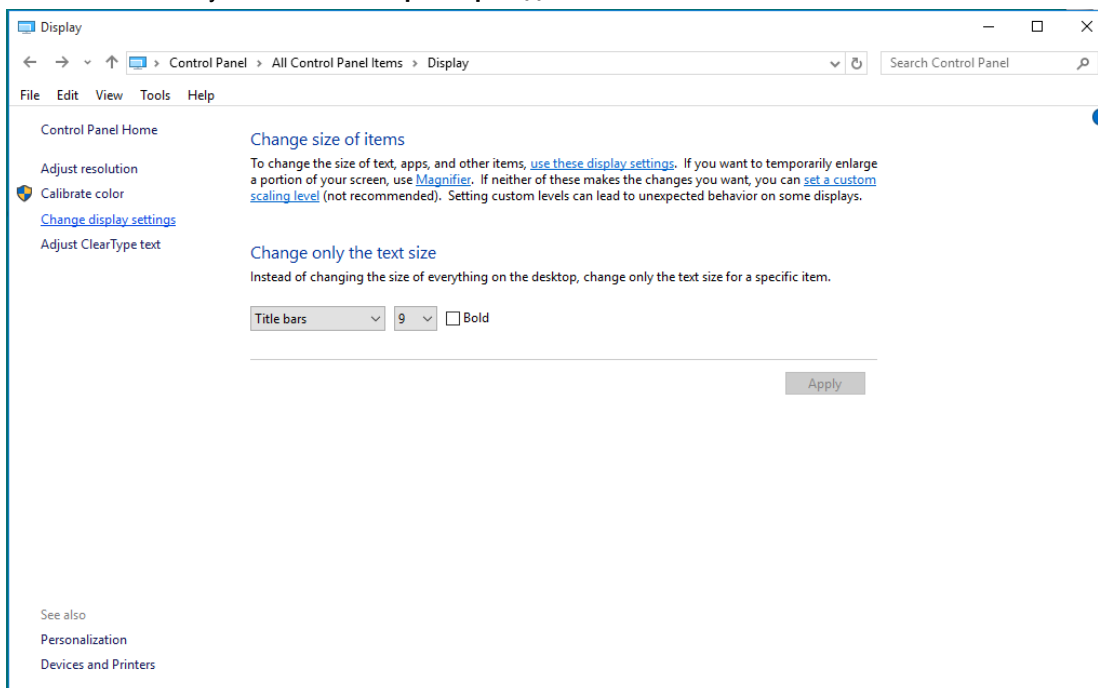 Display
Control Panel > All Control Panel Items > Display
Search Control Panel
File Edit View Tools Help
Control Panel Home
Adjust resolution
Calibrate color
Change display settings
Adjust ClearType text
Change size of items
To change the size of text, apps, and other items, use these display settings. If you want to temporarily enlarge
a portion of your screen, use Magnifier. If neither of these makes the changes you want, you can set a custom
scaling level (not recommended). Setting custom levels can lead to unexpected behavior on some displays.
Change only the text size
Instead of changing the size of everything on the desktop, change only the text size for a specific item.
Title bars 9 Bold
Apply
See also
Personalization
Devices and Printers